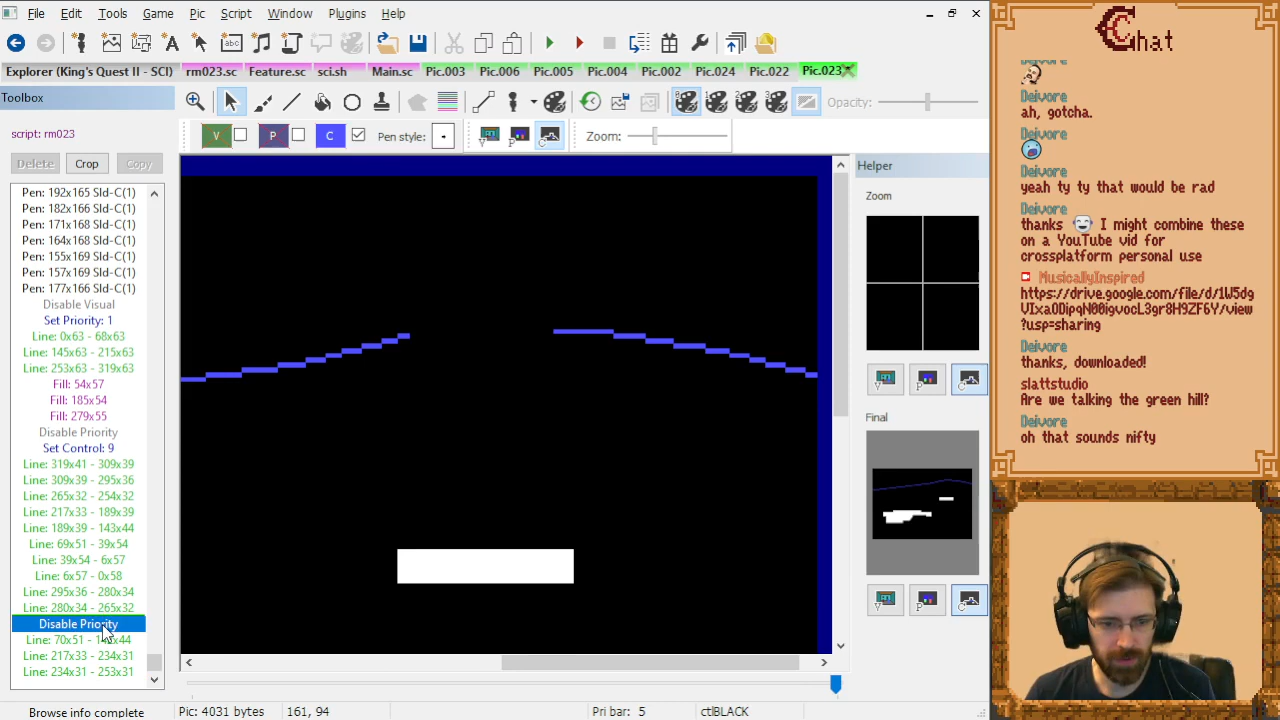 File Edit Tools Game Pic Script Window Plugins Help
Explorer (King's Quest II - SCI) rm023.sc Feature.sc sci.sh Main.sc Pic.003 Pic.006 Pic.005 Pic.004 Pic.002 Pic.024 Pic.022 Pic.023
Toolbox
Opacity:
script: rm023
V P C Pen style: Zoom:
Delete Crop Copy
Pen: 192x165 Sld-C(1)
Pen: 182x166 Sld-C(1)
Pen: 171x168 Sld-C(1)
Pen: 164x168 Sld-C(1)
Pen: 155x169 Sld-C(1)
Pen: 157x169 Sld-C(1)
Pen: 177x166 Sld-C(1)
Disable Visual
Set Priority: 1
Line: 0x63 - 68x63
Line: 145x63 - 215x63
Line: 253x63 - 319x63
Fill: 54x57
Fill: 185x54
Fill: 279x55
Disable Priority
Set Control: 9
Line: 319x41 - 309x39
Line: 309x39 - 295x36
Line: 265x32 - 254x32
Line: 217x33 - 189x39
Line: 189x39 - 143x44
Line: 69x51 - 39x54
Line: 39x54 - 6x57
Line: 6x57 - 0x58
Line: 295x36 - 280x34
Line: 280x34 - 265x32
Disable Priority
Line: 217x33 - 234x31
Line: 234x31 - 253x31
Helper
Zoom
V P C
Final
V P C
Browse info complete Pic: 4031 bytes 161, 94 Pri bar: 5 ctlBLACK
Chat
Deivore
ah, gotcha.
Deivore
Deivore
yeah ty ty that would be rad
Deivore
thanks I might combine these
on a YouTube vid for
crossplatform personal use
MusicallyInspired
Deivore
thanks, downloaded!
slattstudio
Are we talking the green hill?
Deivore
oh that sounds nifty